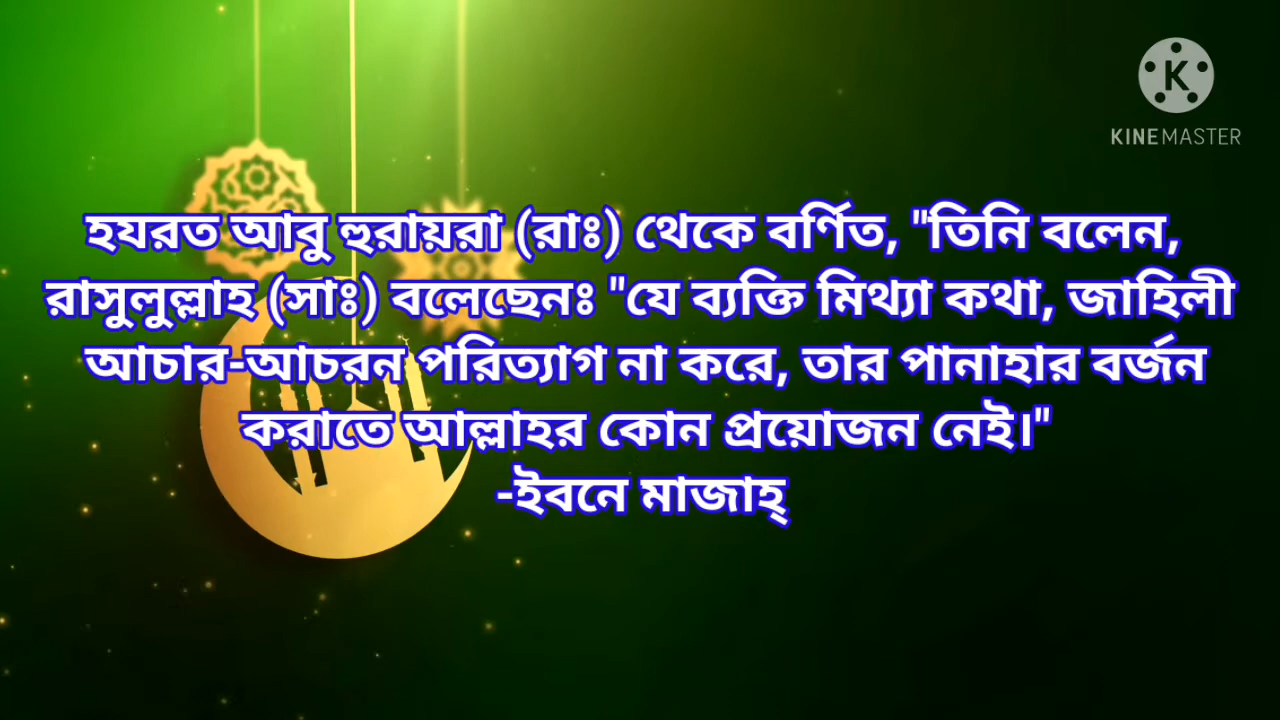 K
KINEMASTER
হযরত আবু হুরায়রা (রাঃ) থেকে বর্ণিত, "তিনি বলেন,
রাসুলুল্লাহ (সাঃ) বলেছেনঃ "যে ব্যক্তি মিথ্যা কথা, জাহিলী
আচার-আচরন পরিত্যাগ না করে, তার পানাহার বর্জন
করাতে আল্লাহর কোন প্রয়োজন নেই।"
-ইবনে মাজাহ্